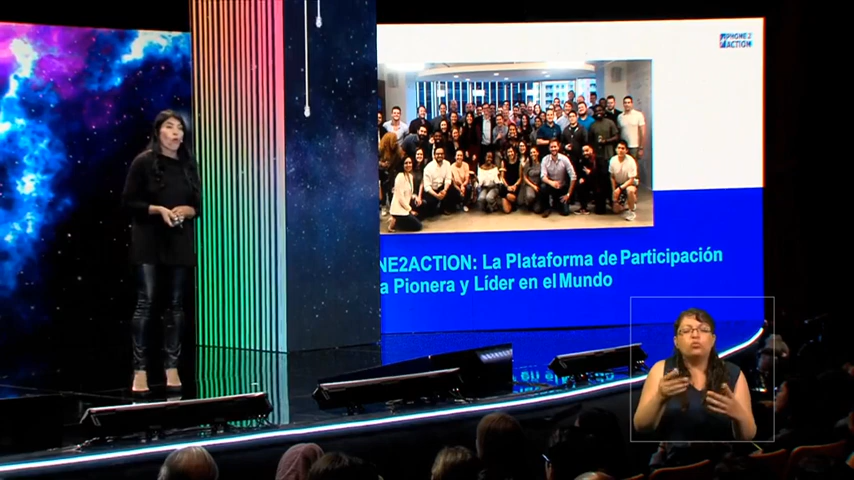 PHONE2
ACTION
NE2ACTION: La Plataforma de Participación
a Pionera y Líder en el Mundo